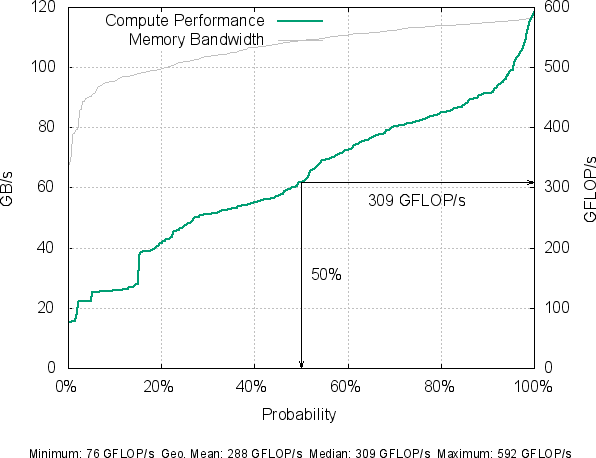 120 600
Compute Performance
Memory Bandwidth
100 500
80 400
GB/s
60 300
GFLOP/s
309 GFLOP/s
40 200
50%
20 100
0 0
0% 20% 40% 60% 80% 100%
Probability
Minimum: 76 GFLOP/s Geo. Mean: 288 GFLOP/s Median: 309 GFLOP/s Maximum: 592 GFLOP/s